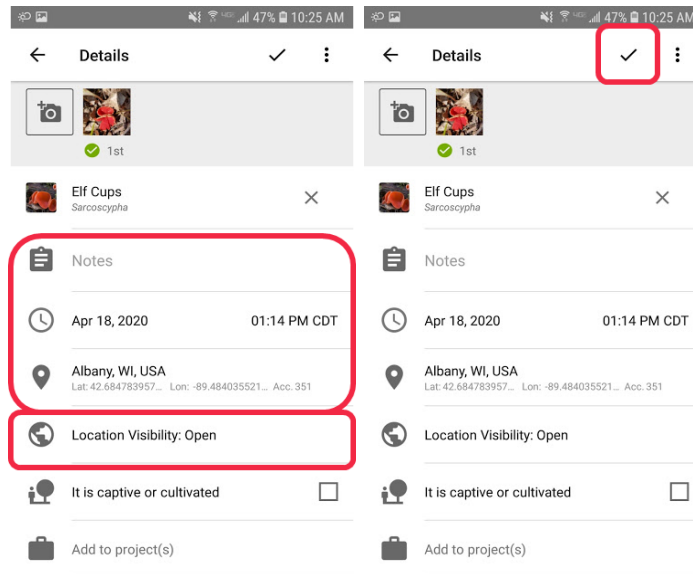 47% 10:25 AM
Details
1st
Elf Cups
Sarcoscypha
Notes
Apr 18, 2020 01:14 PM CDT
Albany, WI, USA
Lat: 42.684783957... Lon: -89.484035521... Acc. 351
Location Visibility: Open
It is captive or cultivated
Add to project(s)
47% 10:25 AM
Details
1st
Elf Cups
Sarcoscypha
Notes
Apr 18, 2020 01:14 PM CDT
Albany, WI, USA
Lat: 42.684783957... Lon: -89.484035521... Acc. 351
Location Visibility: Open
It is captive or cultivated
Add to project(s)